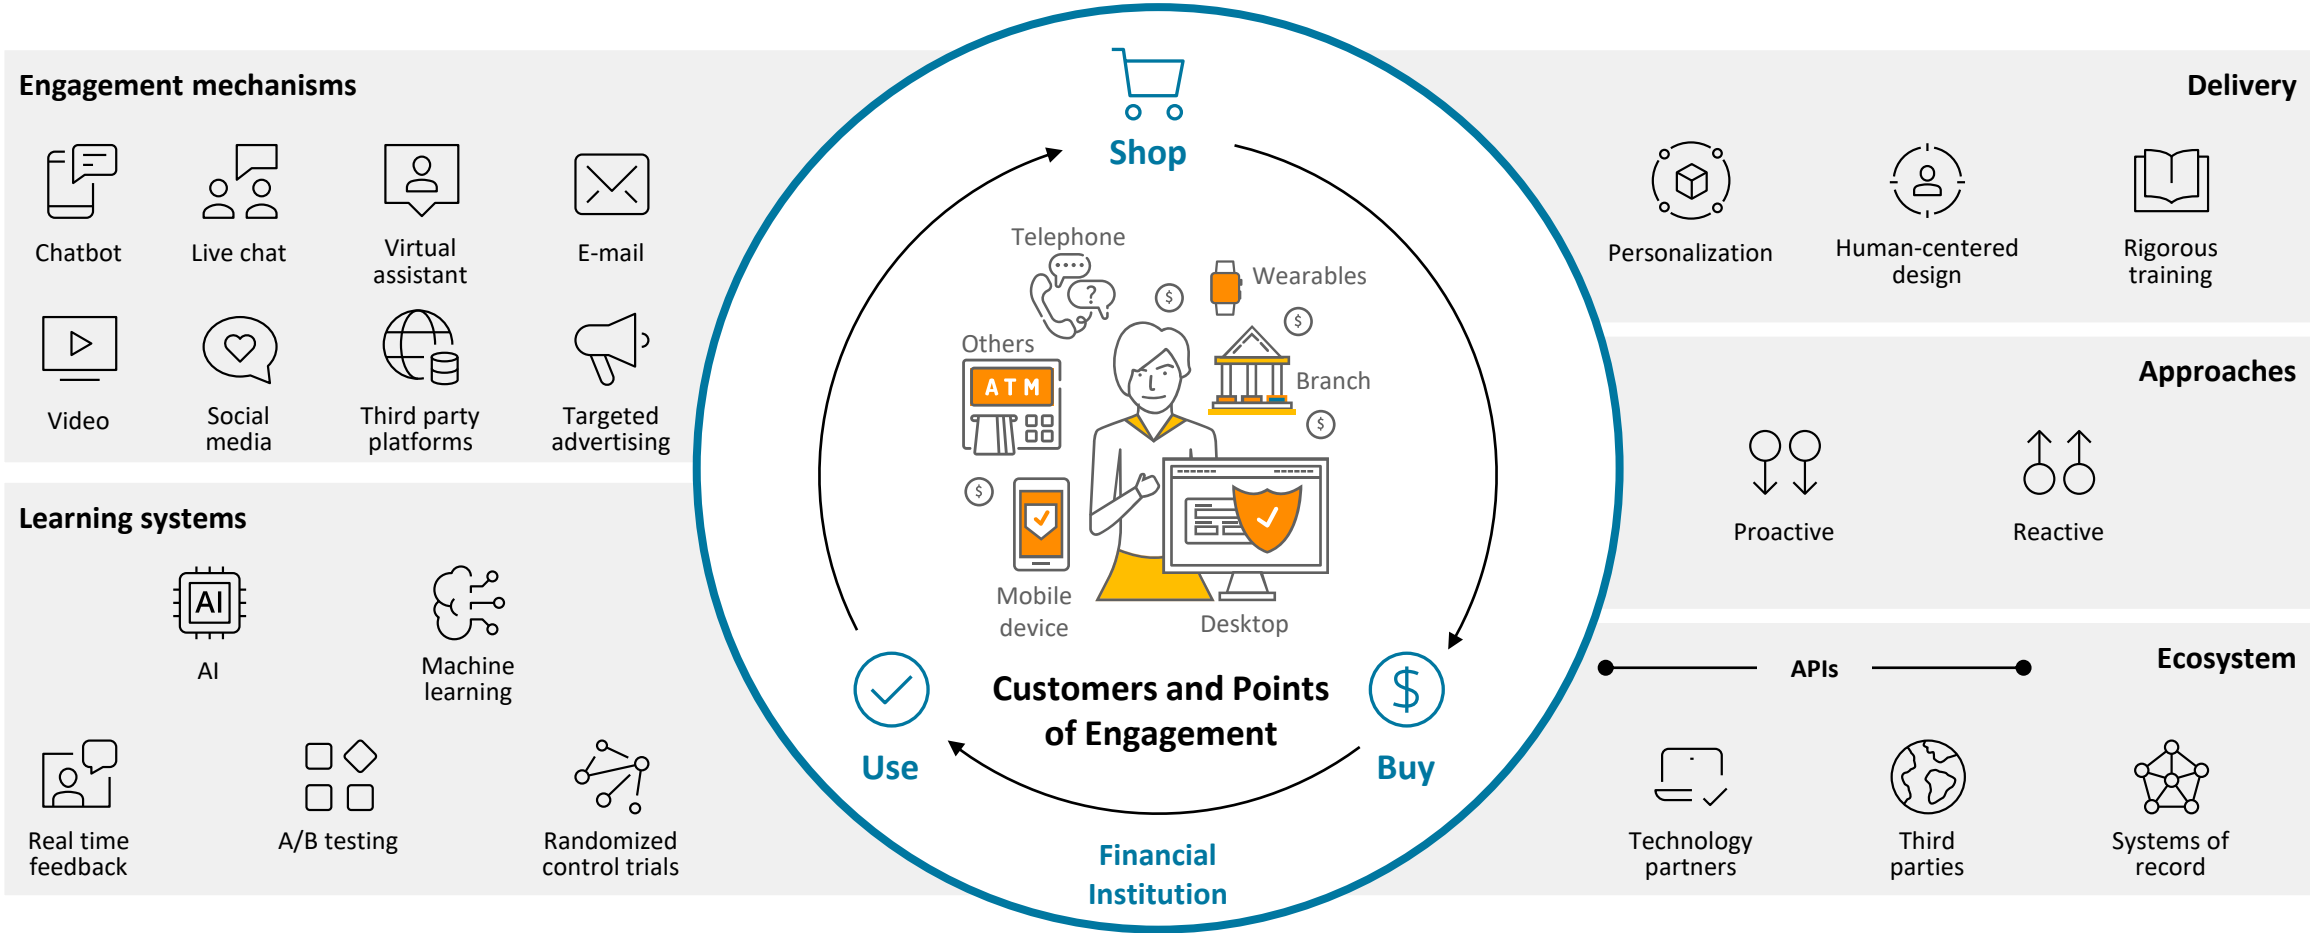 Engagement mechanisms
Chatbot
Live chat
Virtual
assistant
E-mail
Video
Social
media
Third party
platforms
Targeted
advertising
Learning systems
AI
AI
Machine
learning
Real time
feedback
A/B testing
Randomized
control trials
Shop
Telephone
?
$
Wearables
$
Others
ATM
Branch
$
$
Mobile
device
Desktop
Customers and Points
of Engagement
$
Use
Buy
Financial
Institution
Delivery
Personalization
Human-centered
design
Rigorous
training
Approaches
Proactive
Reactive
Ecosystem
APIs
Technology
partners
Third
parties
Systems of
record